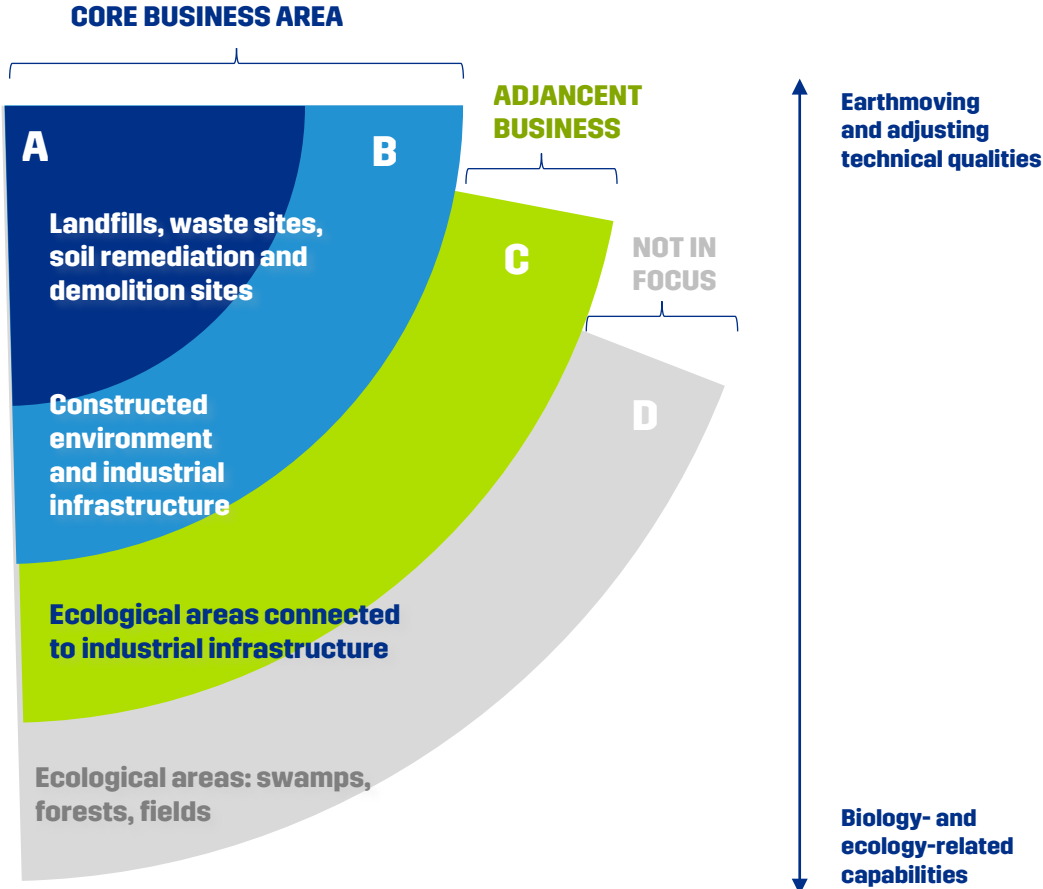 CORE BUSINESS AREA
ADJANCENT
BUSINESS
NOT IN
FOCUS
A
B
C
D
Landfills, waste sites,
soil remediation and
demolition sites
Constructed
environment
and industrial
infrastructure
Ecological areas connected
to industrial infrastructure
Ecological areas: swamps,
forests, fields
Earthmoving
and adjusting
technical qualities
Biology- and
ecology-related
capabilities